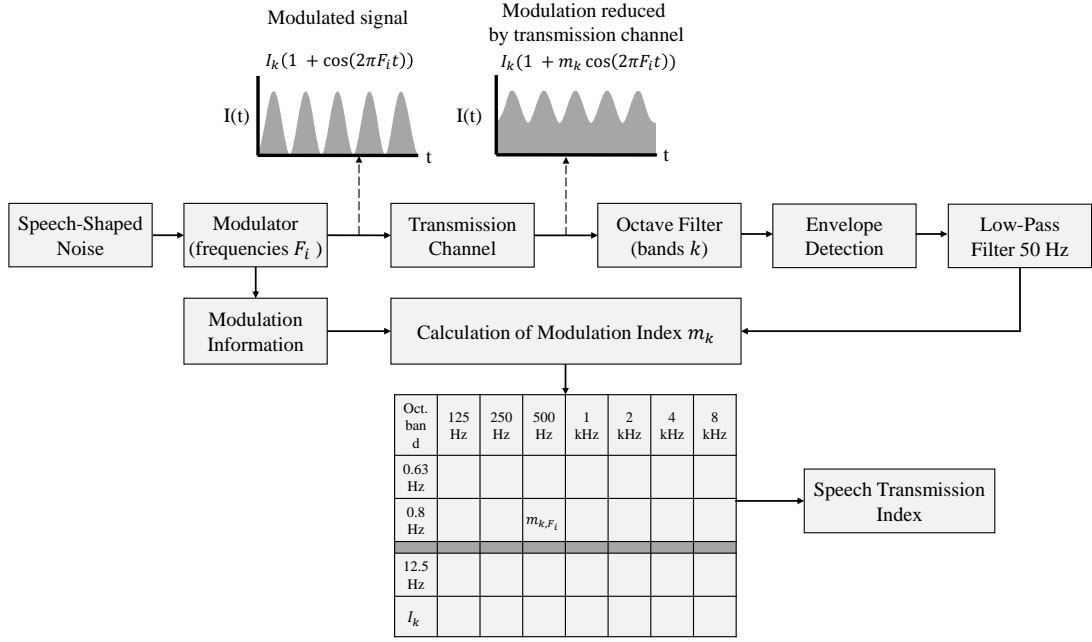 Modulated signal
I_k(1 + cos(2πF_it))
I(t)
t
Modulation reduced
by transmission channel
I_k(1 + m_k cos(2πF_it))
I(t)
t
Speech-Shaped
Noise
Modulator
(frequencies F_i )
Transmission
Channel
Octave Filter
(bands k)
Envelope
Detection
Low-Pass
Filter 50 Hz
Modulation
Information
Calculation of Modulation Index m_k
Oct.
ban
d
125
Hz
250
Hz
500
Hz
1
kHz
2
kHz
4
kHz
8
kHz
0.63
Hz
0.8
Hz
m_{k,F_i}
12.5
Hz
I_k
Speech Transmission
Index